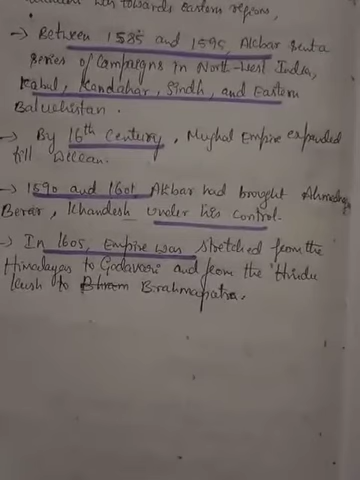 was towards Eastern regions,
-> Between 1585 and 1595, Akbar sent a
series of Campaigns in North-West India,
Kabul, Kandahar, Sindh, and Eastern
Baluchistan.
-> By 16th Century, Mughal Empire expanded
till Deccan.
-> 1590 and 1601 Akbar had brought Ahmednagar
Berar, Khandesh under his control.
-> In 1605, Empire was stretched from the
Himalayas to Godavari and from the Hindu
kush to Brahmaputra.